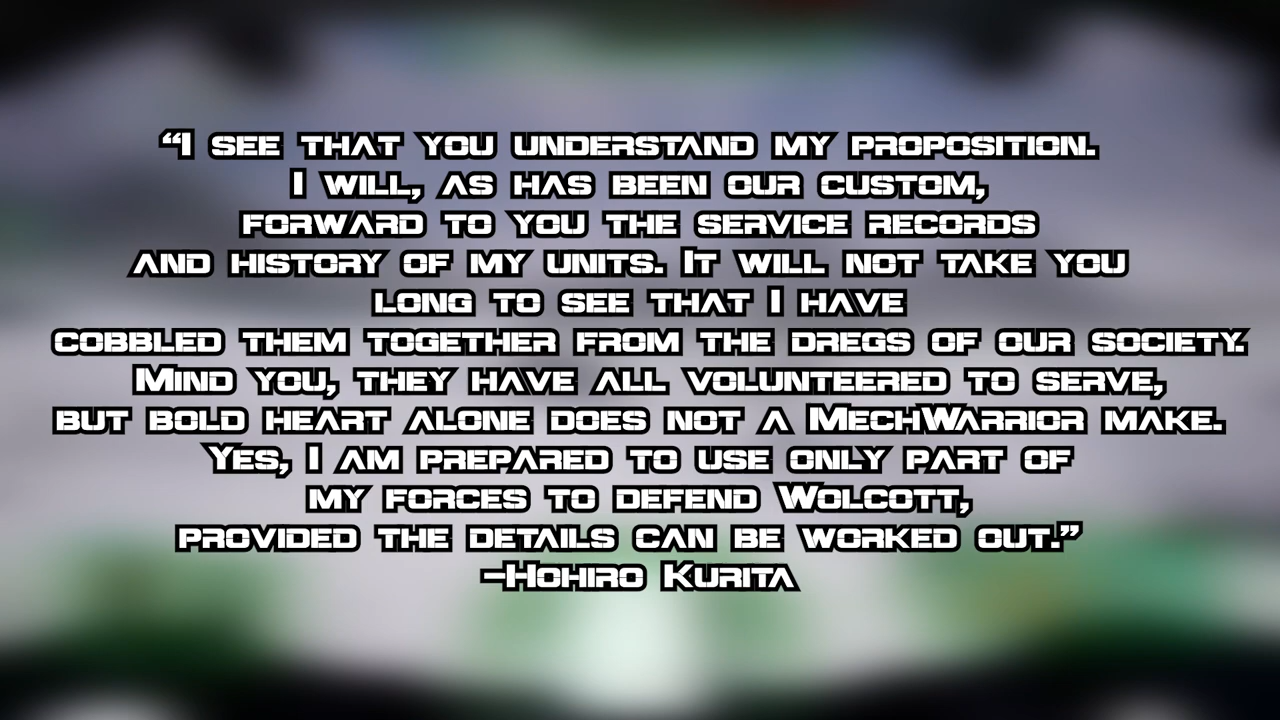 “I see that you understand my proposition.
I will, as has been our custom,
forward to you the service records
and history of my units. It will not take you
long to see that I have
cobbled them together from the dregs of our society.
Mind you, they have all volunteered to serve,
but bold heart alone does not a MechWarrior make.
Yes, I am prepared to use only part of
my forces to defend Wolcott,
provided the details can be worked out.”
-Hohiro Kurita